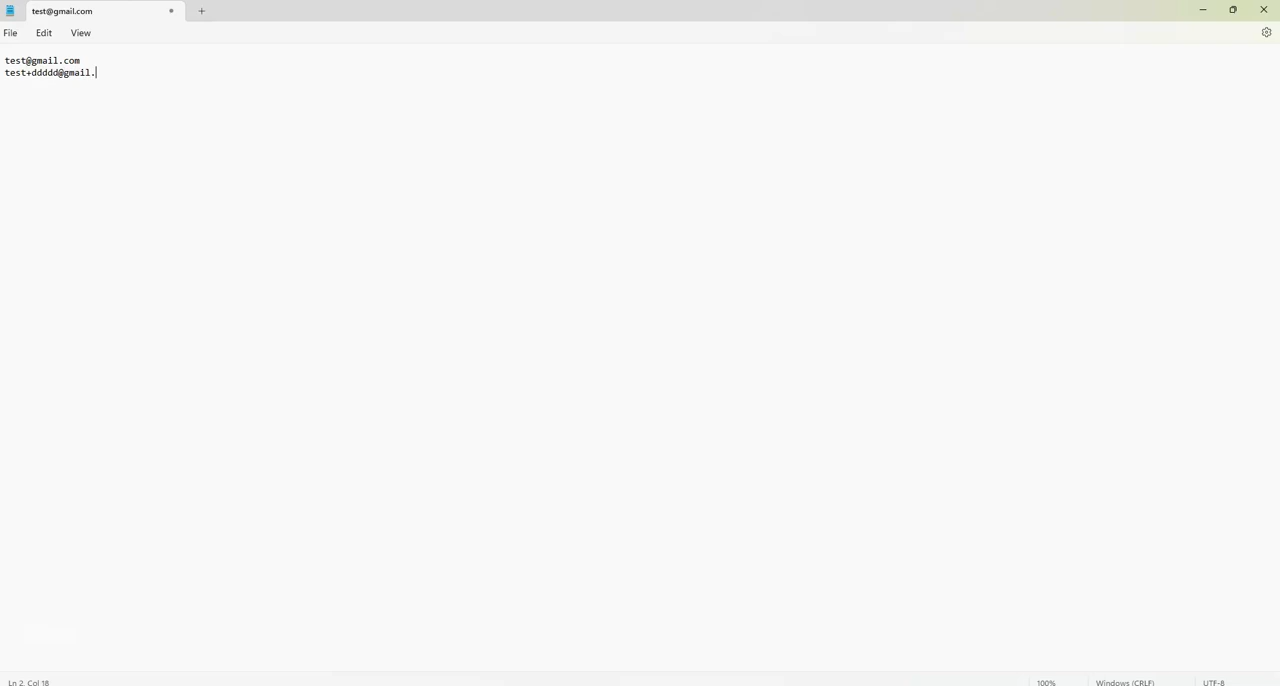 test@gmail.com
File Edit View
test@gmail.com
test+ddddd@gmail.
Ln 2, Col 18 100% Windows (CRLF) UTF-8